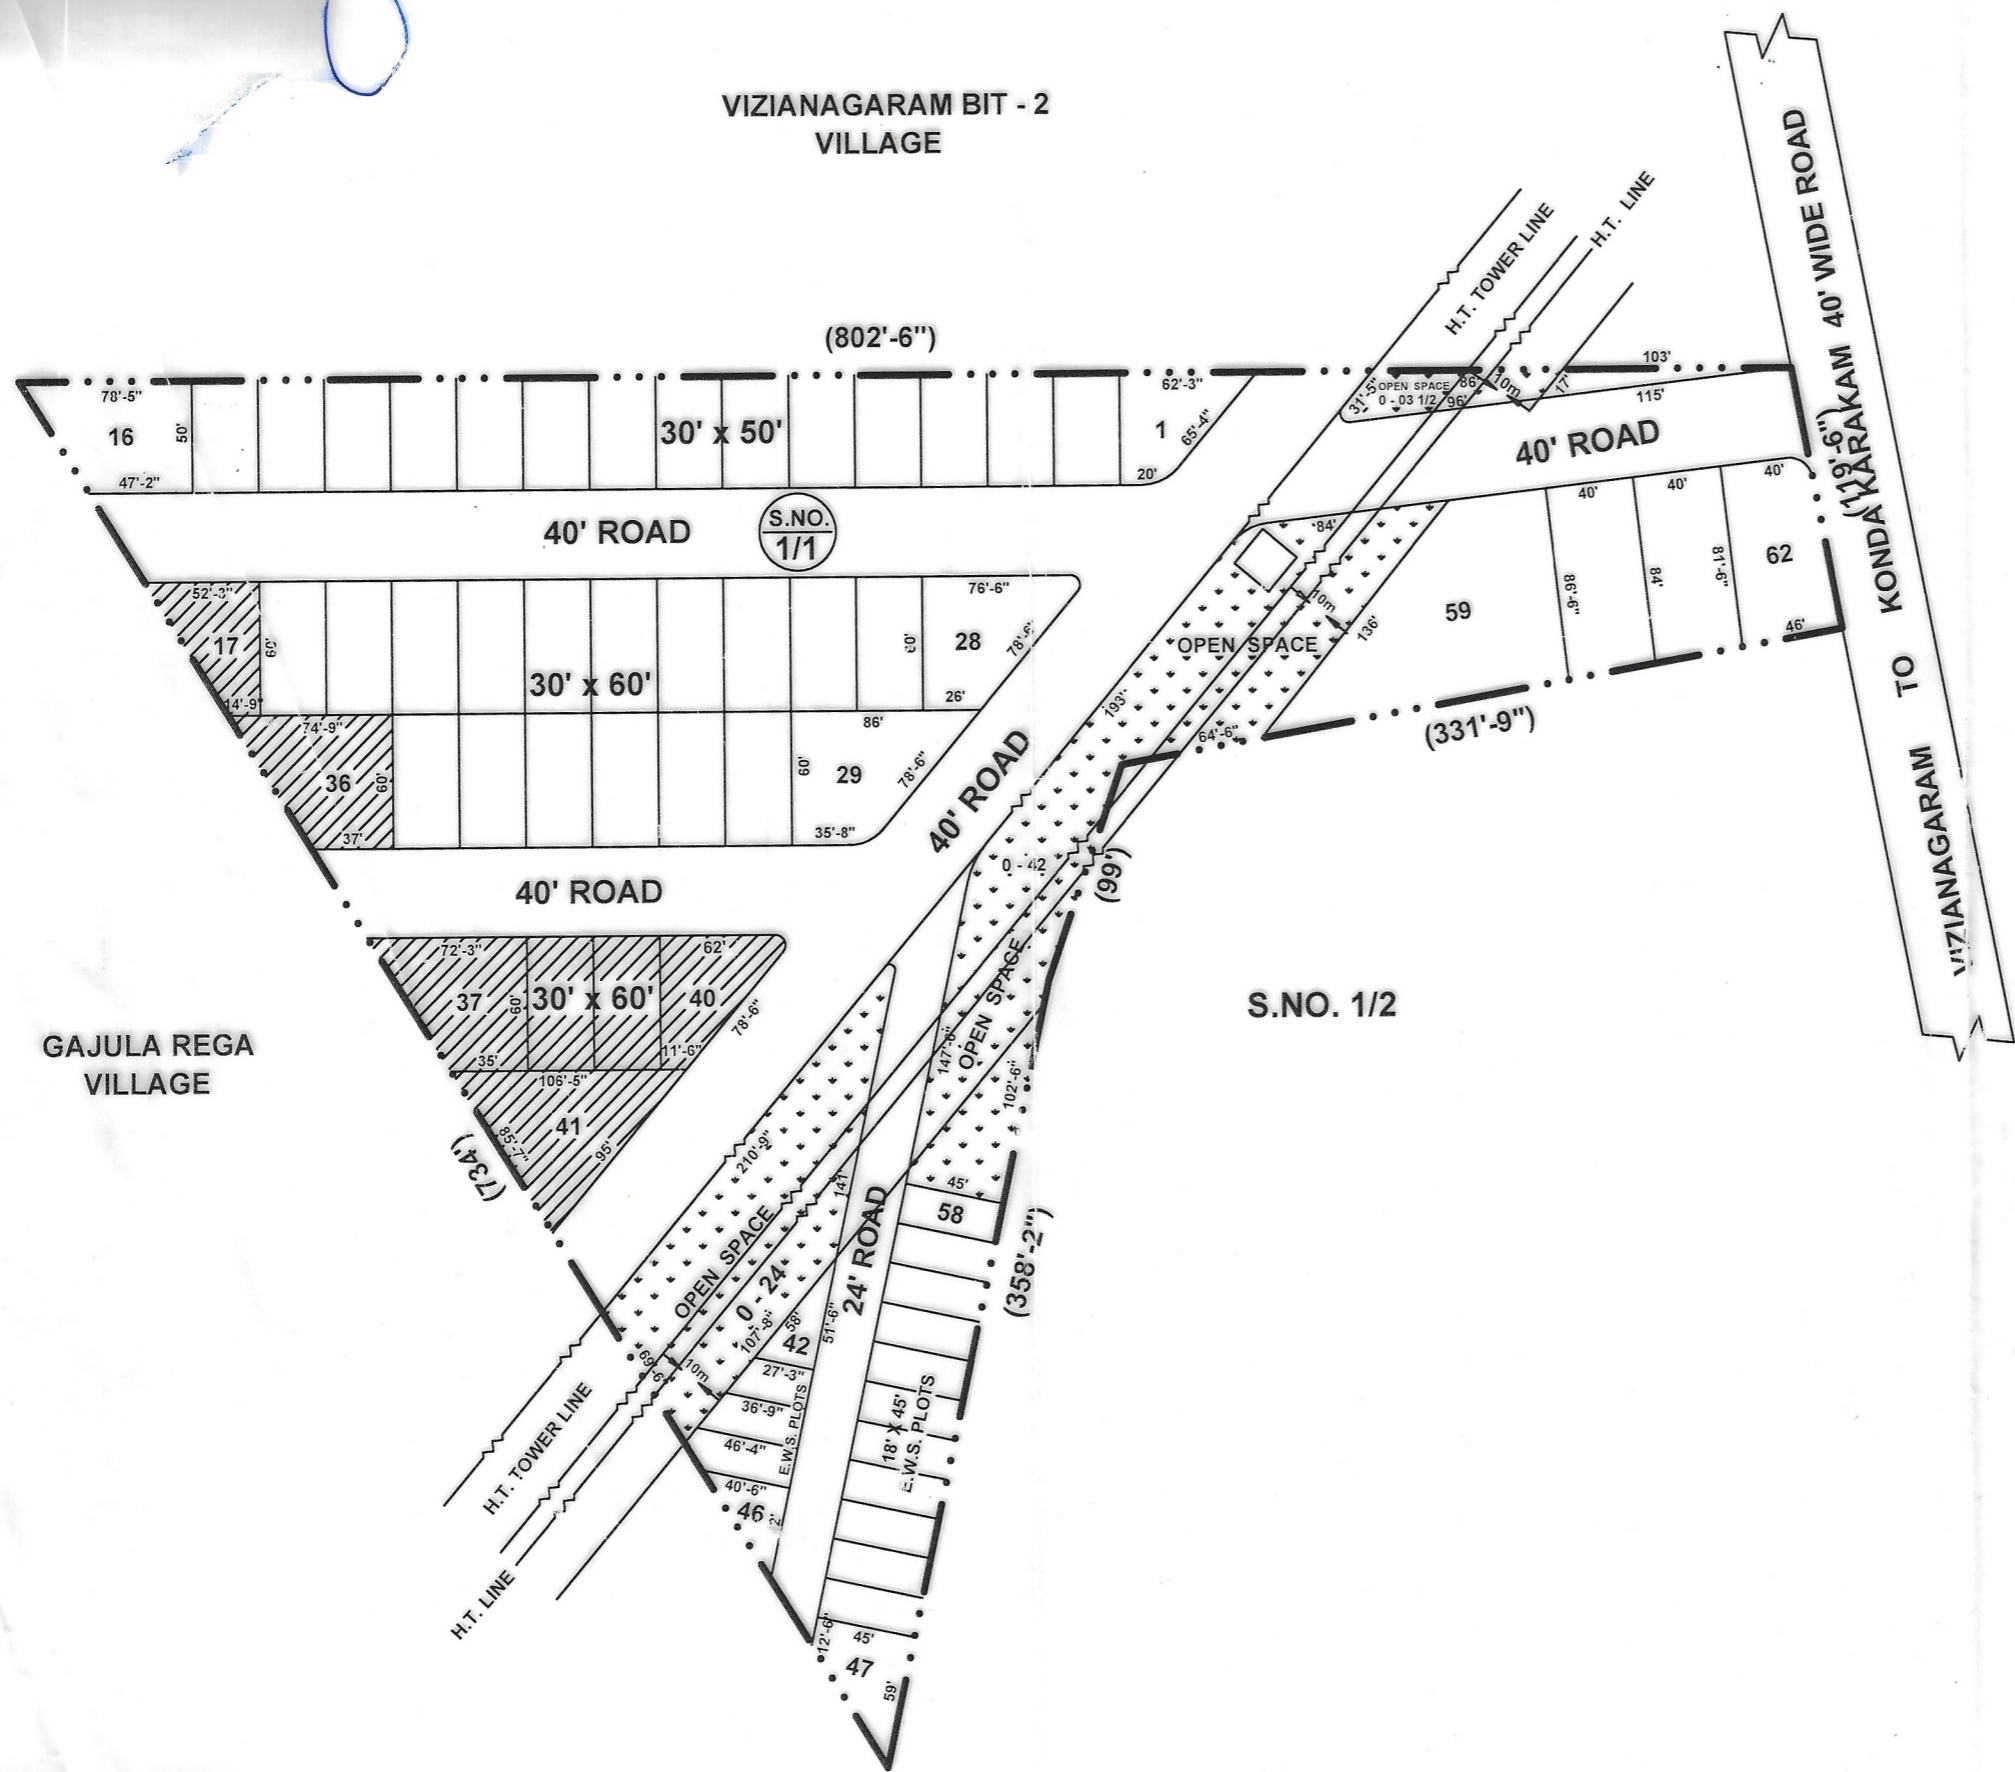 VIZIANAGARAM BIT - 2
VILLAGE
H.T. TOWER LINE
H.T. LINE
VIZIANAGARAM TO KONDA KARAKAM 40' WIDE ROAD
(802'-6")
(119'-6")
78'-5"
16
50'
47'-2"
30' x 50'
62'-3"
1
65'-4"
20'
31'-5"
OPEN SPACE
0 - 03 1/2
86'
96'
10m
17'
103'
115'
40' ROAD
40' ROAD
S.NO.
1/1
52'-3"
17
60'
14'-9"
30' x 60'
60'
76'-6"
28
78'-6"
26'
74'-9"
36
60'
37'
60'
86'
29
78'-6"
35'-8"
40' ROAD
84'
10m
136'
OPEN SPACE
193'
64'-6"
59
40'
40'
40'
86'-6"
84'
81'-6"
62
46'
(331'-9")
(99')
40' ROAD
72'-3"
37
60'
35'
30' x 60'
62'
40
11'-6"
78'-6"
106'-5"
41
85'-7"
95'
(734')
GAJULA REGA
VILLAGE
S.NO. 1/2
0 - 42
OPEN SPACE
147'-6"
102'-6"
45'
58
(358'-2")
210'-9"
141'
OPEN SPACE
0 - 24
107'-8"
58'
69'-6"
10m
24' ROAD
51'-6"
42
27'-3"
36'-9"
46'-4"
40'-6"
46
E.W.S. PLOTS
18' X 45'
E.W.S. PLOTS
12'-6"
45'
47
59'
H.T. TOWER LINE
H.T. LINE